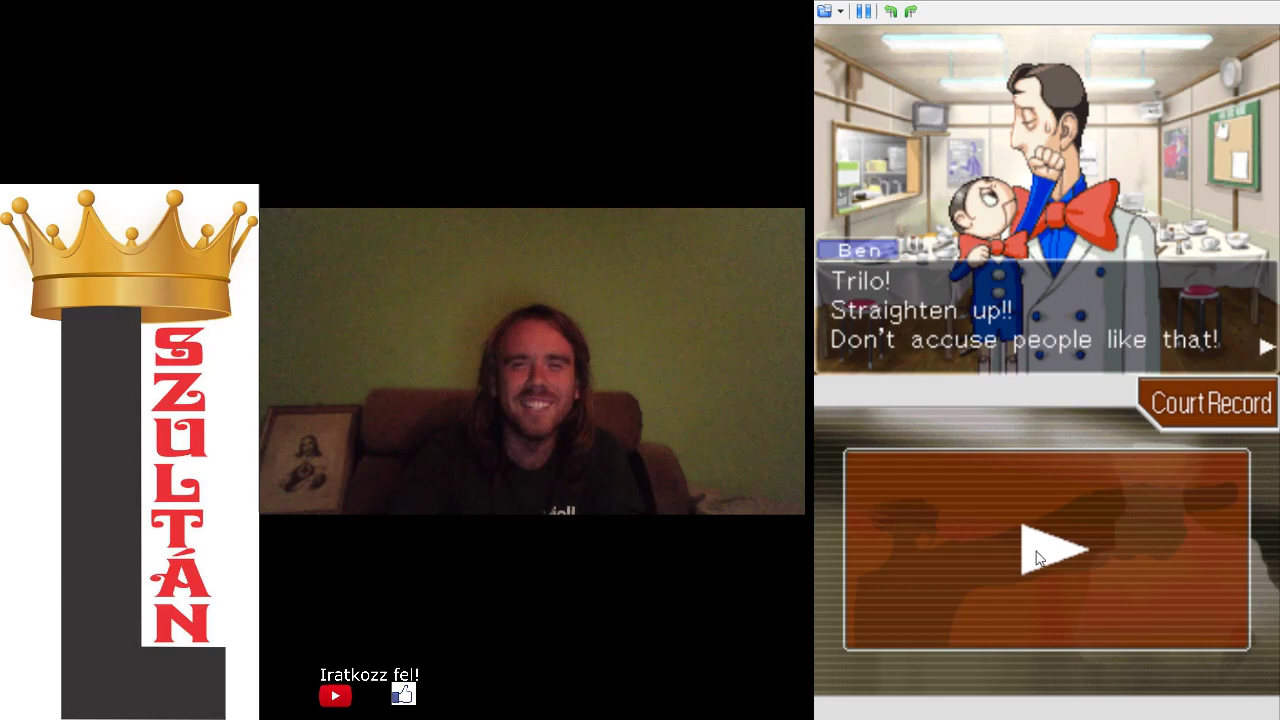 L
SZULTÁN
Iratkozz fel!
Ben
Trilo!
Straighten up!!
Don't accuse people like that!
Court Record